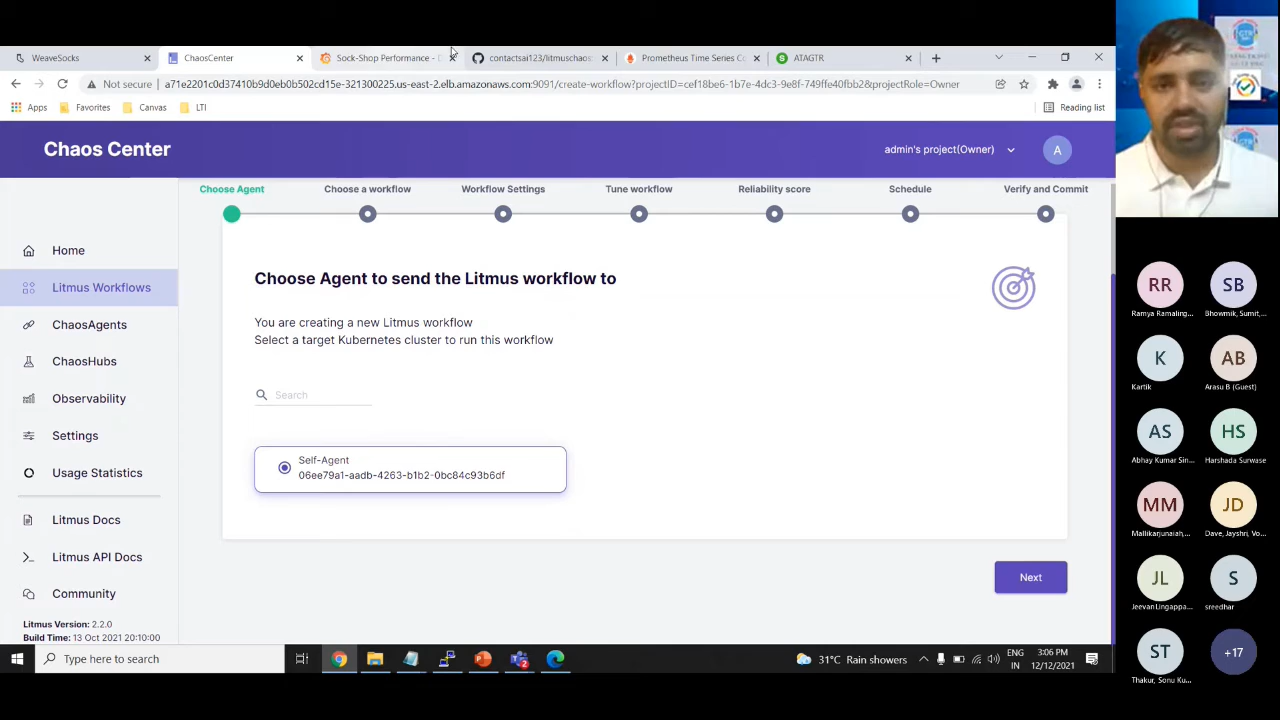 WeaveSocks
ChaosCenter
Sock-Shop Performance - D
contactsai123/litmuschaos
Prometheus Time Series Co
ATAGTR
Not secure
a71e2201c0d37410b9d0eb0b502cd15e-321300225.us-east-2.elb.amazonaws.com:9091/create-workflow?projectID=cef18be6-1b7e-4dc3-9e8f-749ffe40fbb2&projectRole=Owner
Apps
Favorites
Canvas
LTI
Reading list
Chaos Center
admin's project(Owner)
A
Choose Agent
Choose a workflow
Workflow Settings
Tune workflow
Reliability score
Schedule
Verify and Commit
Home
Litmus Workflows
ChaosAgents
ChaosHubs
Observability
Settings
Usage Statistics
Litmus Docs
Litmus API Docs
Community
Litmus Version: 2.2.0
Build Time: 13 Oct 2021 20:10:00
Choose Agent to send the Litmus workflow to
You are creating a new Litmus workflow
Select a target Kubernetes cluster to run this workflow
Search
Self-Agent
06ee79a1-aadb-4263-b1b2-0bc84c93b6df
Next
Type here to search
31°C Rain showers
ENG
IN
3:06 PM
12/12/2021
RR
Ramya Ramaling...
SB
Bhowmik, Sumit,...
K
Kartik
AB
Arasu B (Guest)
AS
Abhay Kumar Sin...
HS
Harshada Surwase
MM
Mallikarjunaiah,...
JD
Dave, Jayshri, Vo...
JL
Jeevan Lingappa...
S
sreedhar
ST
Thakur, Sonu Ku...
+17